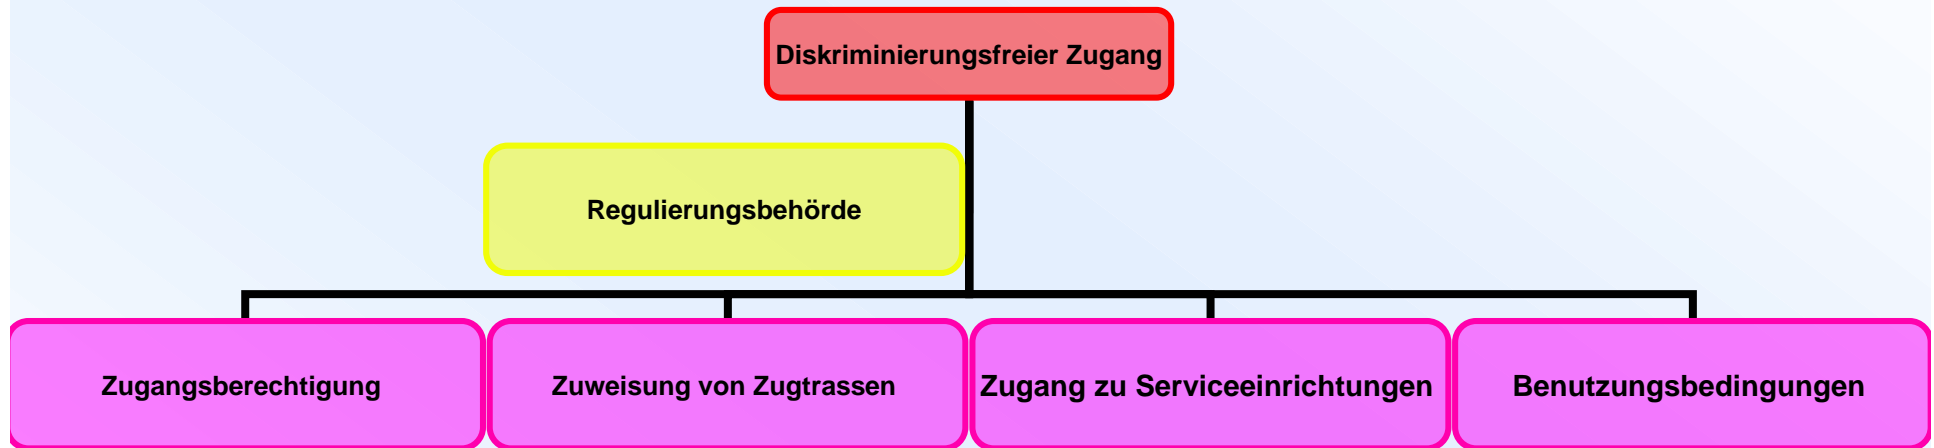 Diskriminierungsfreier Zugang
Regulierungsbehörde
Zugangsberechtigung
Zuweisung von Zugtrassen
Zugang zu Serviceeinrichtungen
Benutzungsbedingungen